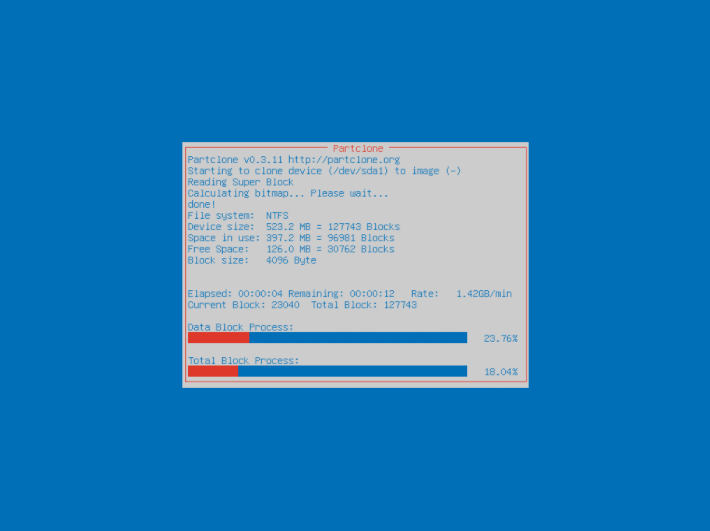 Partclone
Partclone v0.3.11 http://partclone.org
Starting to clone device (/dev/sda1) to image (-)
Reading Super Block
Calculating bitmap... Please wait...
done!
File system:  NTFS
Device size:  523.2 MB = 127743 Blocks
Space in use: 397.2 MB = 96981 Blocks
Free Space:   126.0 MB = 30762 Blocks
Block size:   4096 Byte
Elapsed: 00:00:04 Remaining: 00:00:12   Rate:   1.42GB/min
Current Block: 23040  Total Block: 127743
Data Block Process:
23.76%
Total Block Process:
18.04%